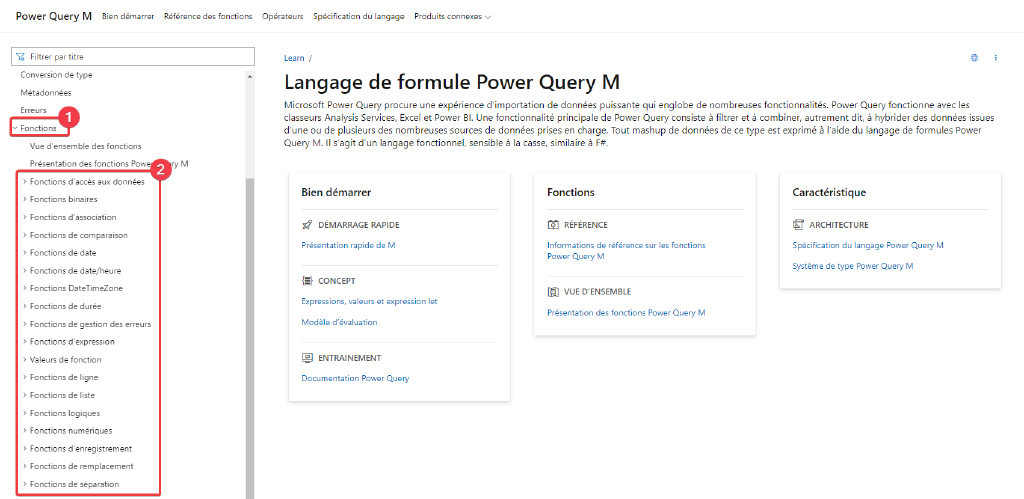 Power Query M Bien démarrer Référence des fonctions Opérateurs Spécification du langage Produits connexes
Filtrer par titre
Conversion de type
Métadonnées
Erreurs
1
Fonctions
Vue d'ensemble des fonctions
Présentation des fonctions Power Query M
2
Fonctions d'accès aux données
Fonctions binaires
Fonctions d'association
Fonctions de comparaison
Fonctions de date
Fonctions de date/heure
Fonctions DateTimeZone
Fonctions de durée
Fonctions de gestion des erreurs
Fonctions d'expression
Valeurs de fonction
Fonctions de ligne
Fonctions de liste
Fonctions logiques
Fonctions numériques
Fonctions d'enregistrement
Fonctions de remplacement
Fonctions de séparation
Learn /
Langage de formule Power Query M
Microsoft Power Query procure une expérience d'importation de données puissante qui englobe de nombreuses fonctionnalités. Power Query fonctionne avec les
classeurs Analysis Services, Excel et Power BI. Une fonctionnalité principale de Power Query consiste à filtrer et à combiner, autrement dit, à hybrider des données issues
d'une ou de plusieurs des nombreuses sources de données prises en charge. Tout mashup de données de ce type est exprimé à l'aide du langage de formules Power
Query M. Il s'agit d'un langage fonctionnel, sensible à la casse, similaire à F#.
Bien démarrer
DÉMARRAGE RAPIDE
Présentation rapide de M
CONCEPT
Expressions, valeurs et expression let
Modèle d'évaluation
ENTRAINEMENT
Documentation Power Query
Fonctions
RÉFÉRENCE
Informations de référence sur les fonctions
Power Query M
VUE D'ENSEMBLE
Présentation des fonctions Power Query M
Caractéristique
ARCHITECTURE
Spécification du langage Power Query M
Système de type Power Query M